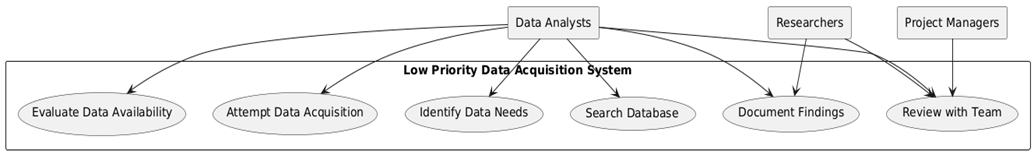 Data Analysts
Researchers
Project Managers
Low Priority Data Acquisition System
Evaluate Data Availability
Attempt Data Acquisition
Identify Data Needs
Search Database
Document Findings
Review with Team